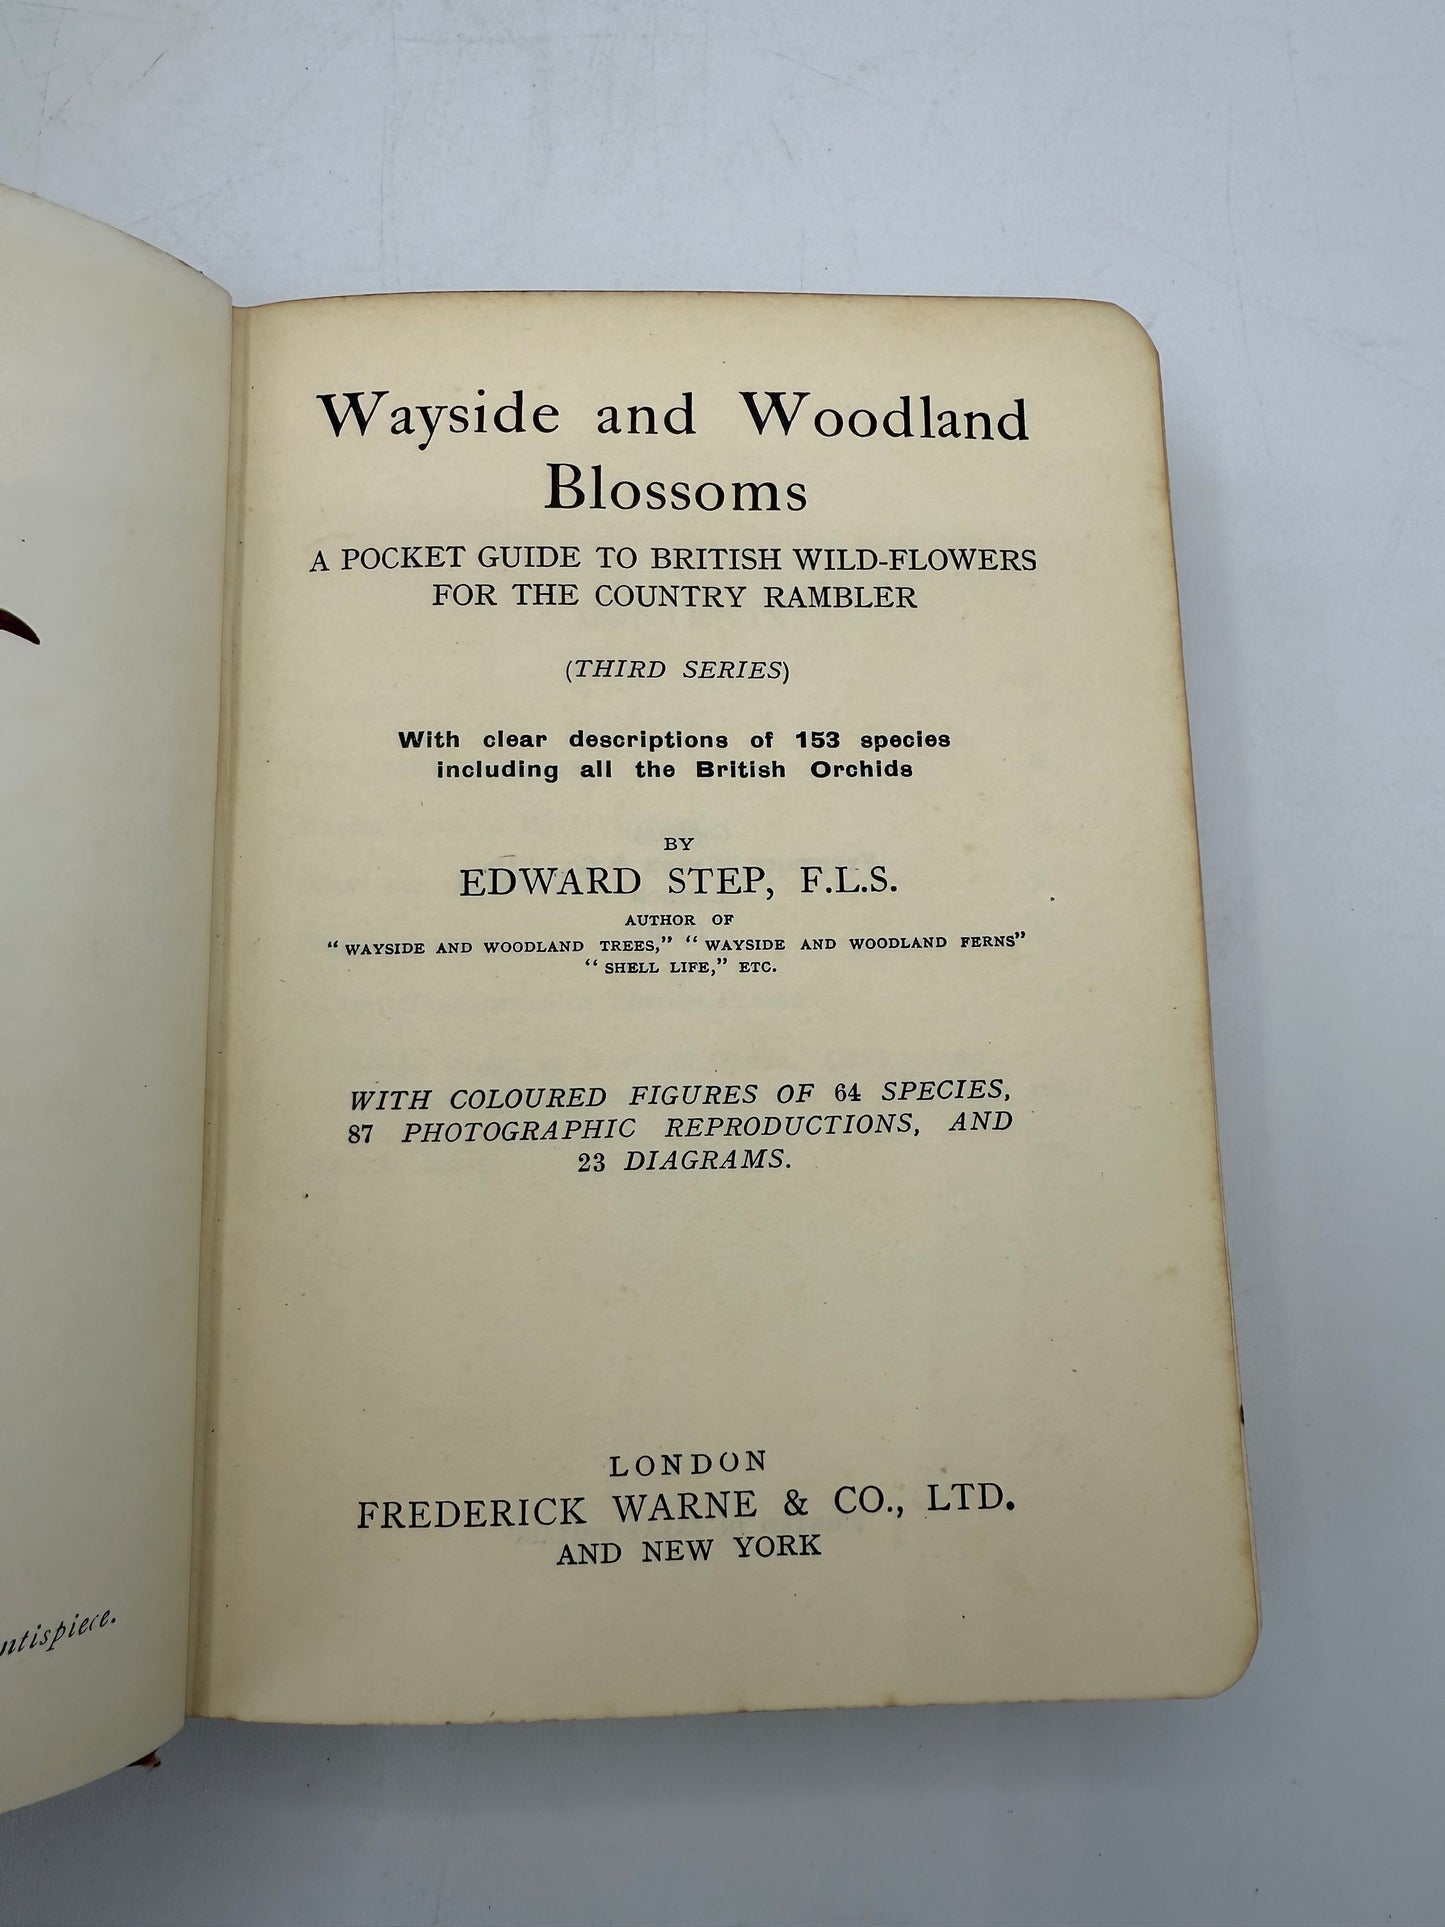 Wayside and Woodland
Blossoms
A POCKET GUIDE TO BRITISH WILD-FLOWERS
FOR THE COUNTRY RAMBLER
(THIRD SERIES)
With clear descriptions of 153 species
including all the British Orchids
BY
EDWARD STEP, F.L.S.
AUTHOR OF
“WAYSIDE AND WOODLAND TREES,” “WAYSIDE AND WOODLAND FERNS”
“SHELL LIFE,” ETC.
WITH COLOURED FIGURES OF 64 SPECIES,
87 PHOTOGRAPHIC REPRODUCTIONS, AND
23 DIAGRAMS.
LONDON
FREDERICK WARNE & CO., LTD.
AND NEW YORK
ntispiece.